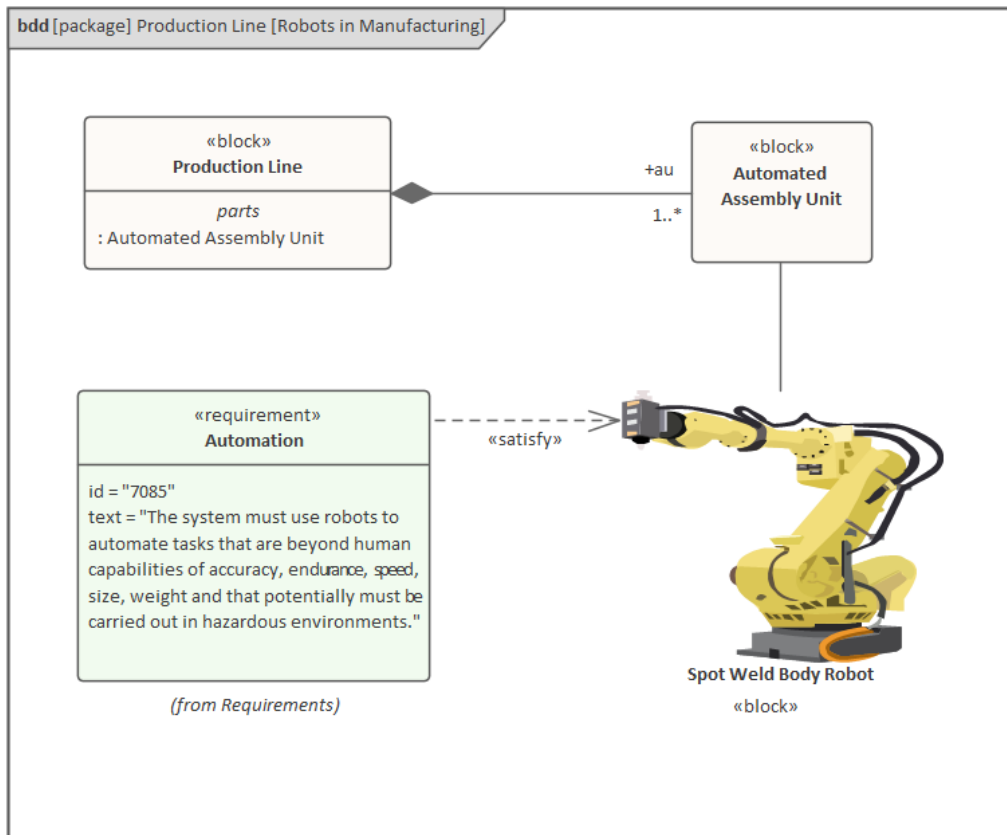 bdd [package] Production Line [Robots in Manufacturing]
«block»
Production Line
parts
: Automated Assembly Unit
+au
1..*
«block»
Automated
Assembly Unit
«requirement»
Automation
id = "7085"
text = "The system must use robots to
automate tasks that are beyond human
capabilities of accuracy, endurance, speed,
size, weight and that potentially must be
carried out in hazardous environments."
(from Requirements)
«satisfy»
Spot Weld Body Robot
«block»